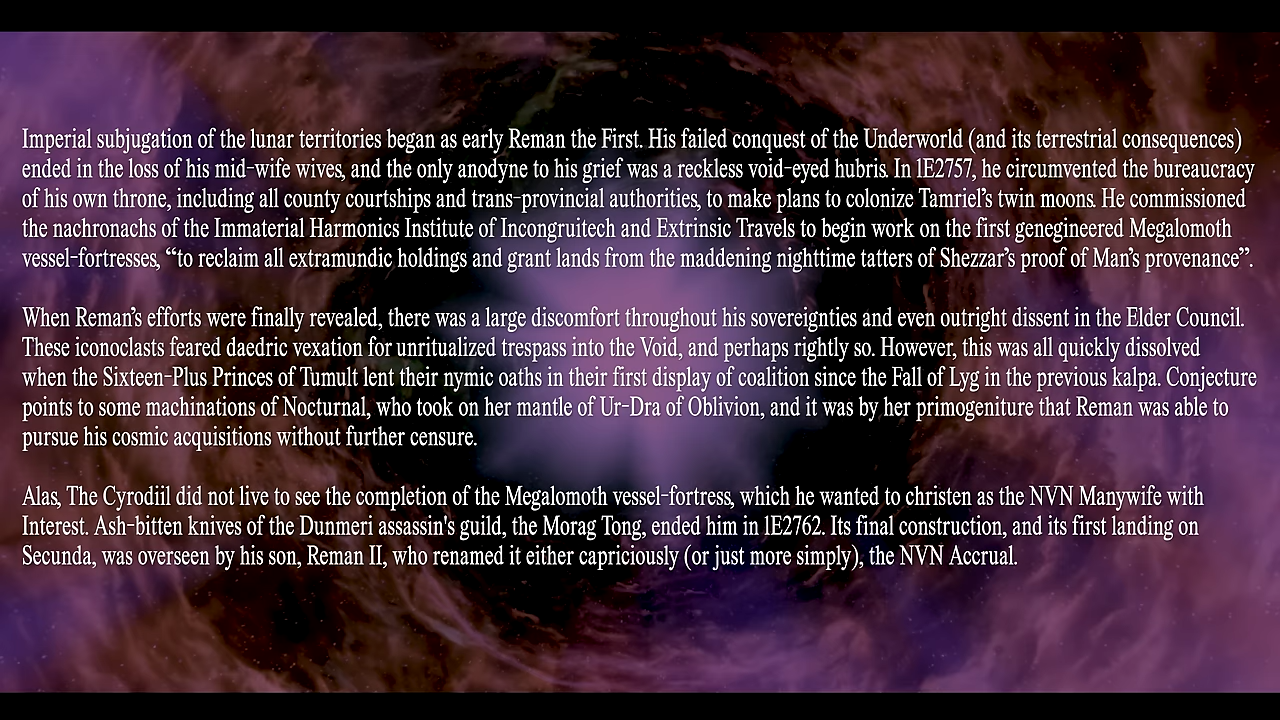 Imperial subjugation of the lunar territories began as early Reman the First. His failed conquest of the Underworld (and its terrestrial consequences)
ended in the loss of his mid-wife wives, and the only anodyne to his grief was a reckless void-eyed hubris. In 1E2757, he circumvented the bureaucracy
of his own throne, including all county courtships and trans-provincial authorities, to make plans to colonize Tamriel’s twin moons. He commissioned
the nachronachs of the Immaterial Harmonics Institute of Incongruitech and Extrinsic Travels to begin work on the first genegineered Megalomoth
vessel-fortresses, “to reclaim all extramundic holdings and grant lands from the maddening nighttime tatters of Shezzar’s proof of Man’s provenance”.
When Reman’s efforts were finally revealed, there was a large discomfort throughout his sovereignties and even outright dissent in the Elder Council.
These iconoclasts feared daedric vexation for unritualized trespass into the Void, and perhaps rightly so. However, this was all quickly dissolved
when the Sixteen-Plus Princes of Tumult lent their nymic oaths in their first display of coalition since the Fall of Lyg in the previous kalpa. Conjecture
points to some machinations of Nocturnal, who took on her mantle of Ur-Dra of Oblivion, and it was by her primogeniture that Reman was able to
pursue his cosmic acquisitions without further censure.
Alas, The Cyrodiil did not live to see the completion of the Megalomoth vessel-fortress, which he wanted to christen as the NVN Manywife with
Interest. Ash-bitten knives of the Dunmeri assassin's guild, the Morag Tong, ended him in 1E2762. Its final construction, and its first landing on
Secunda, was overseen by his son, Reman II, who renamed it either capriciously (or just more simply), the NVN Accrual.